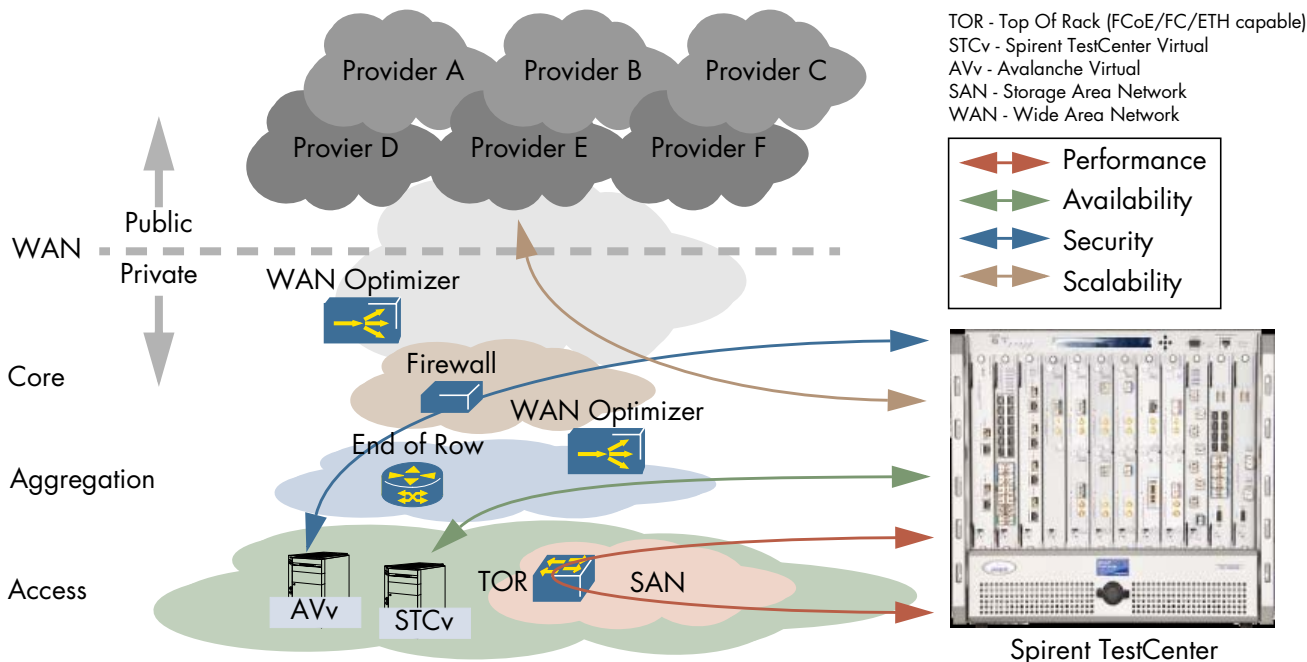 TOR - Top Of Rack (FCoE/FC/ETH capable)
STCv - Spirent TestCenter Virtual
AVv - Avalanche Virtual
SAN - Storage Area Network
WAN - Wide Area Network
Provider A
Provider B
Provider C
Provier D
Provider E
Provider F
Performance
Availability
Security
Scalability
Public
WAN
Private
WAN Optimizer
Core
Firewall
WAN Optimizer
End of Row
Aggregation
Access
TOR
SAN
AVv
STCv
Spirent TestCenter